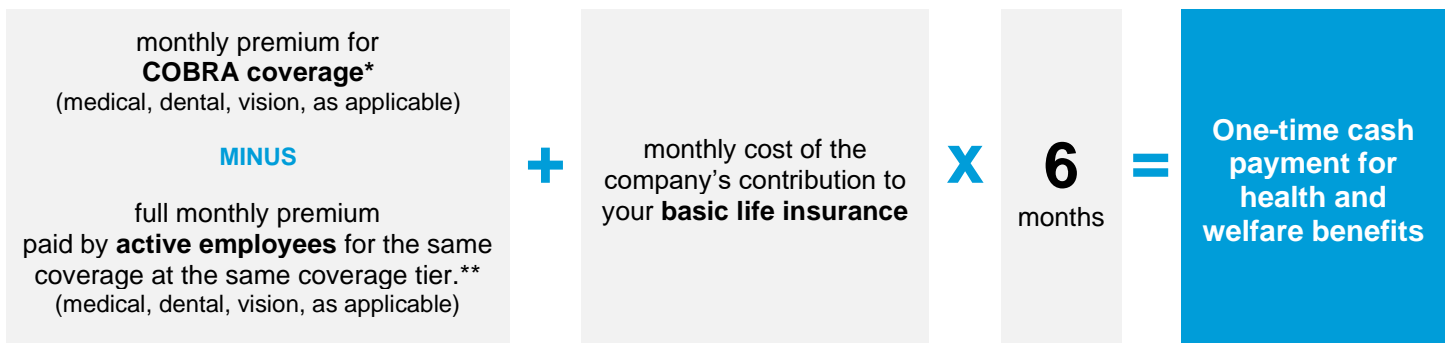 monthly premium for
COBRA coverage*
(medical, dental, vision, as applicable)
MINUS
full monthly premium
paid by active employees for the same
coverage at the same coverage tier.**
(medical, dental, vision, as applicable)
+
monthly cost of the
company’s contribution to
your basic life insurance
x
6
months
=
One-time cash
payment for
health and
welfare benefits